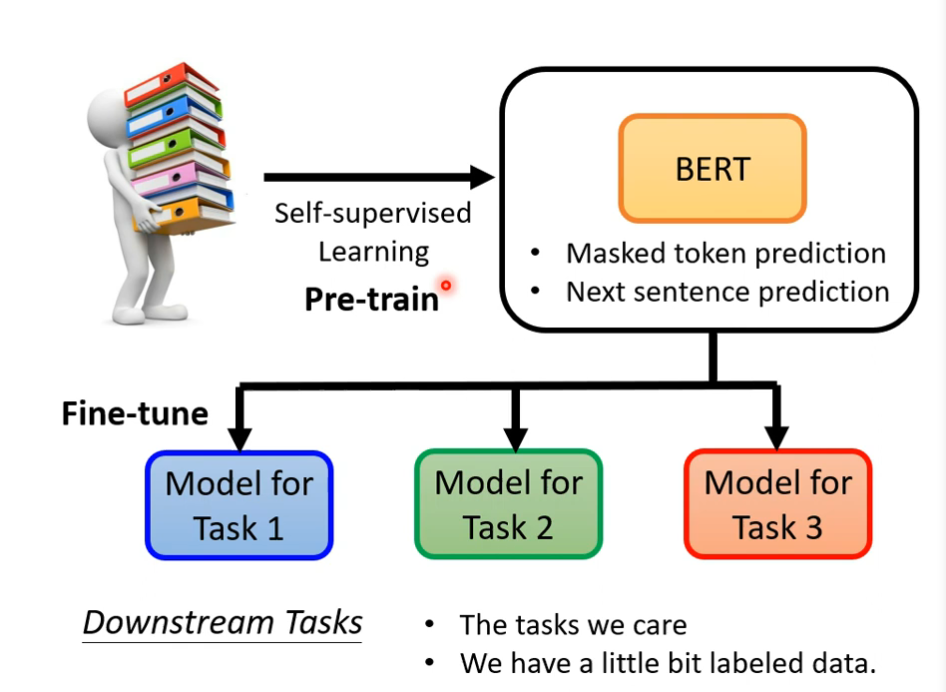 BERT
Self-supervised
Learning
Pre-train
• Masked token prediction
• Next sentence prediction
Fine-tune
Model for
Task 1
Model for
Task 2
Model for
Task 3
Downstream Tasks
• The tasks we care
• We have a little bit labeled data.